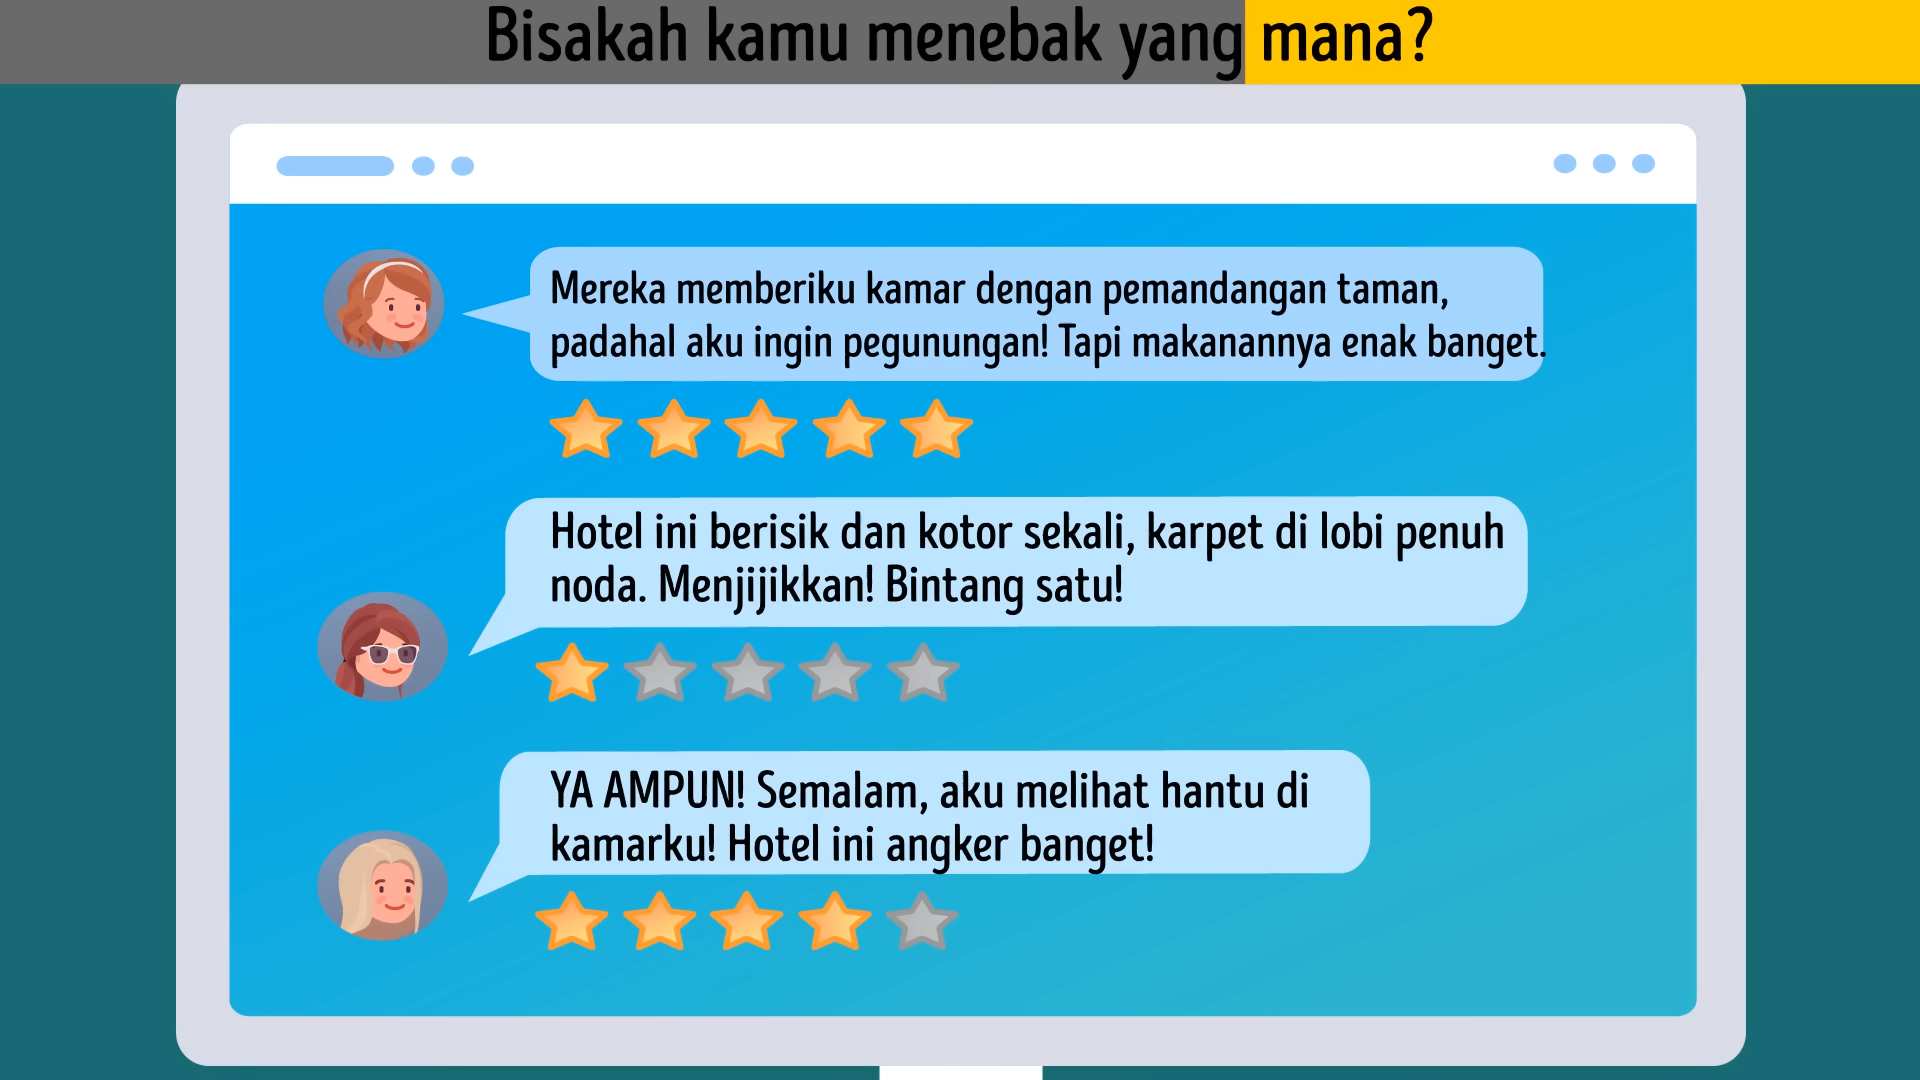 Bisakah kamu menebak yang mana?
Mereka memberiku kamar dengan pemandangan taman,
padahal aku ingin pegunungan! Tapi makanannya enak banget.
Hotel ini berisik dan kotor sekali, karpet di lobi penuh
noda. Menjijikkan! Bintang satu!
YA AMPUN! Semalam, aku melihat hantu di
kamarku! Hotel ini angker banget!